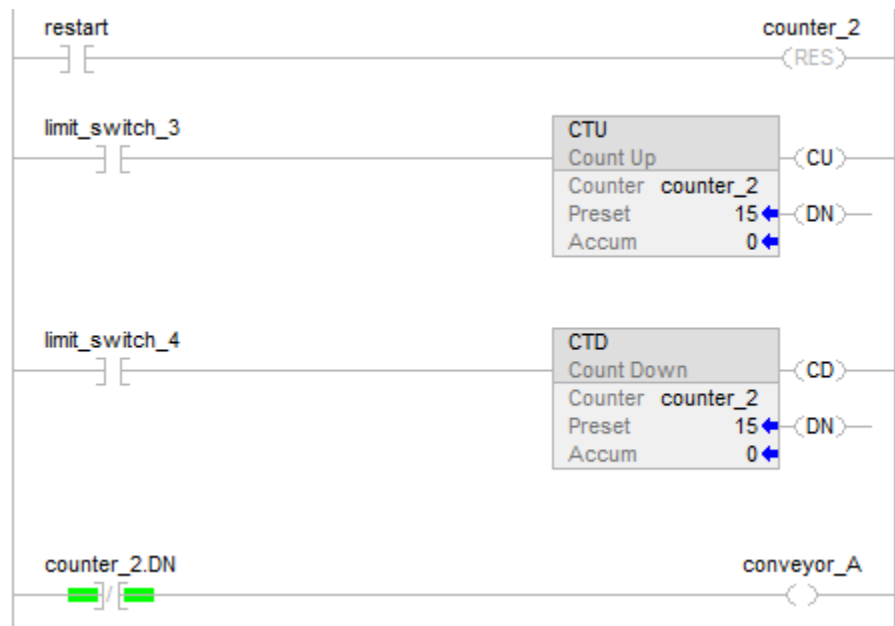 restart counter_2
(RES)
limit_switch_3 CTU
Count Up (CU)
Counter counter_2
Preset 15 (DN)
Accum 0
limit_switch_4 CTD
Count Down (CD)
Counter counter_2
Preset 15 (DN)
Accum 0
counter_2.DN conveyor_A